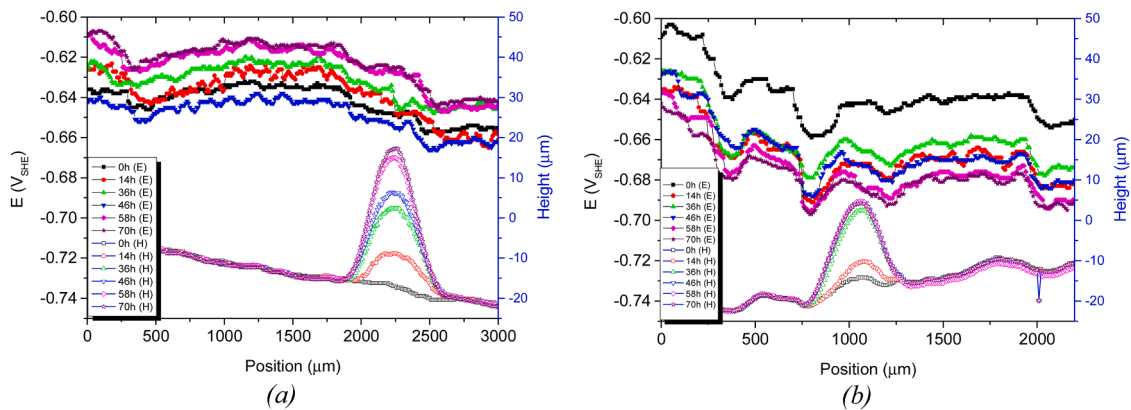 -0.60
-0.62
-0.64
-0.66
-0.68
-0.70
-0.72
-0.74
E (V_SHE)
0h (E)
14h (E)
36h (E)
46h (E)
58h (E)
70h (E)
0h (H)
14h (H)
36h (H)
46h (H)
58h (H)
70h (H)
50
40
30
20
10
0
-10
-20
Height (μm)
0 500 1000 1500 2000 2500 3000
Position (μm)
(a)
-0.60
-0.62
-0.64
-0.66
-0.68
-0.70
-0.72
-0.74
E (V_SHE)
0h (E)
14h (E)
36h (E)
46h (E)
58h (E)
70h (E)
0h (H)
14h (H)
36h (H)
46h (H)
58h (H)
70h (H)
50
40
30
20
10
0
-10
-20
Height (μm)
0 500 1000 1500 2000
Position (μm)
(b)